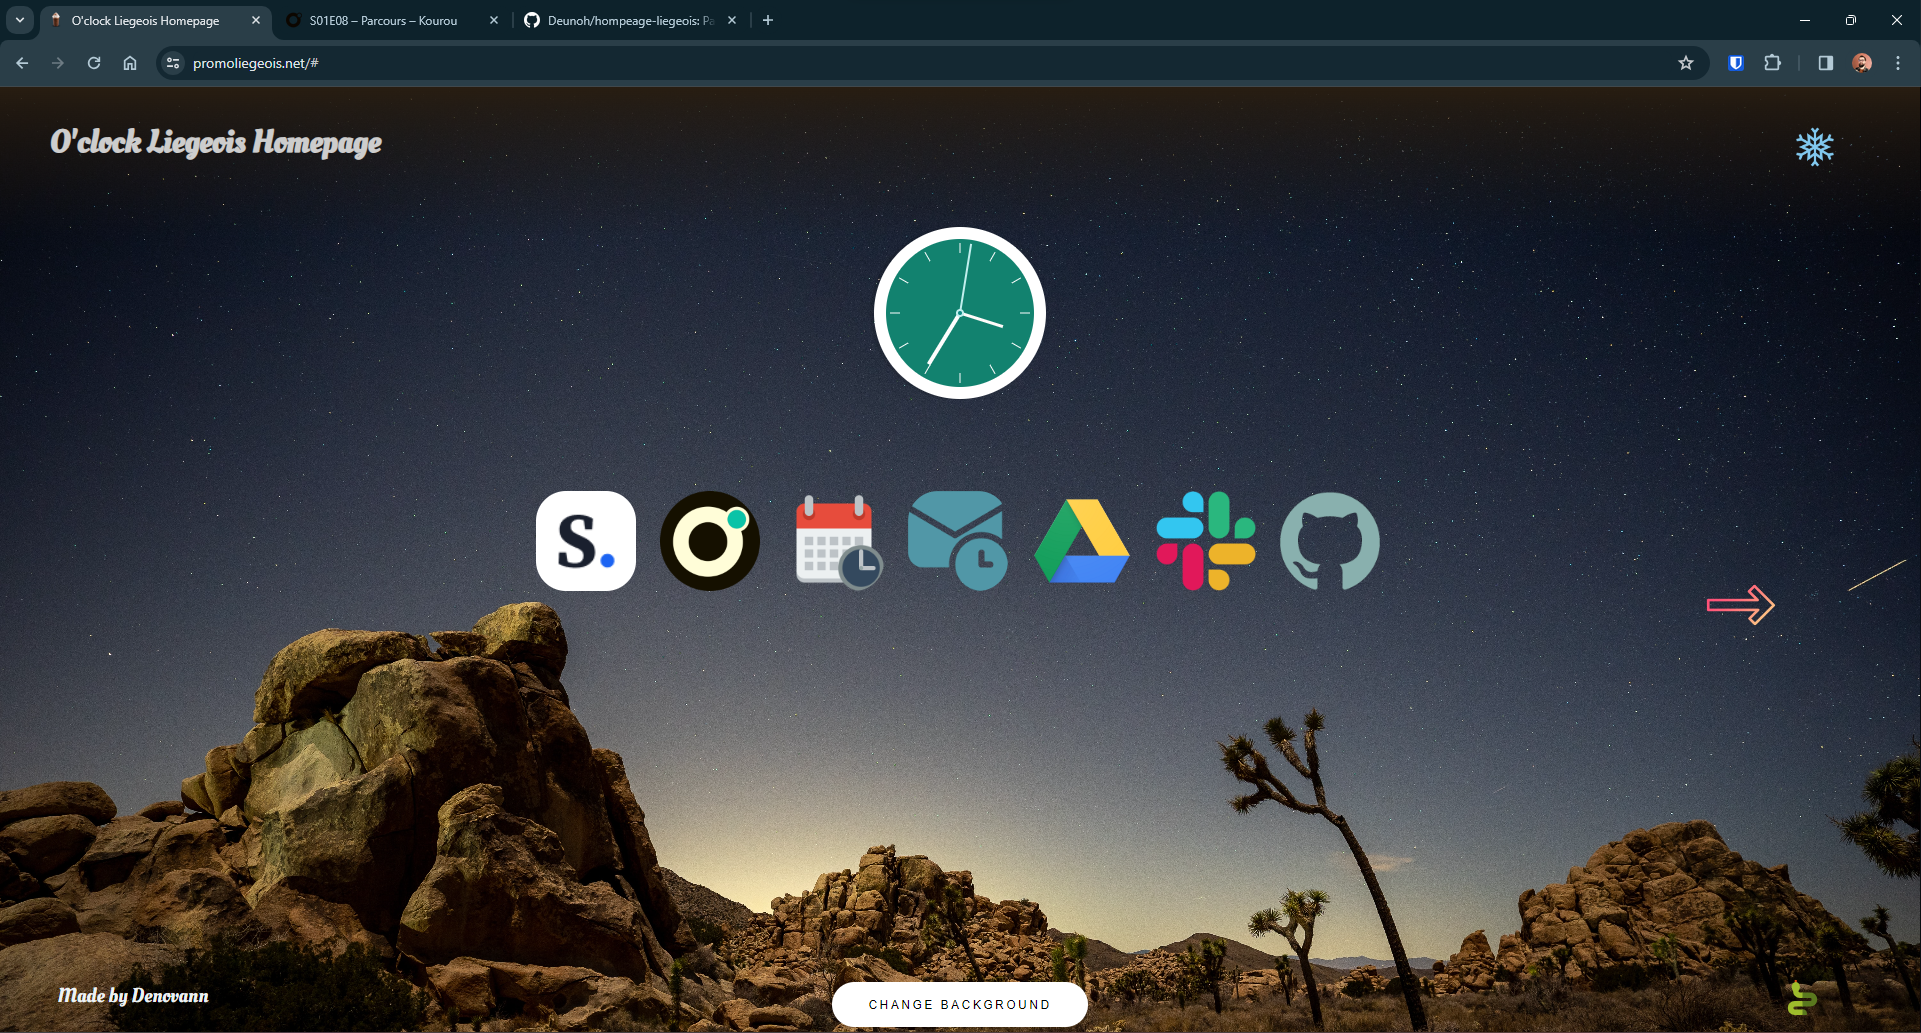 O'clock Liegeois Homepage
S01E08 – Parcours – Kourou
Deunoh/hompeage-liegeois: Pa
promoliegeois.net/#
O'clock Liegeois Homepage
S.
Made by Denovann
CHANGE BACKGROUND